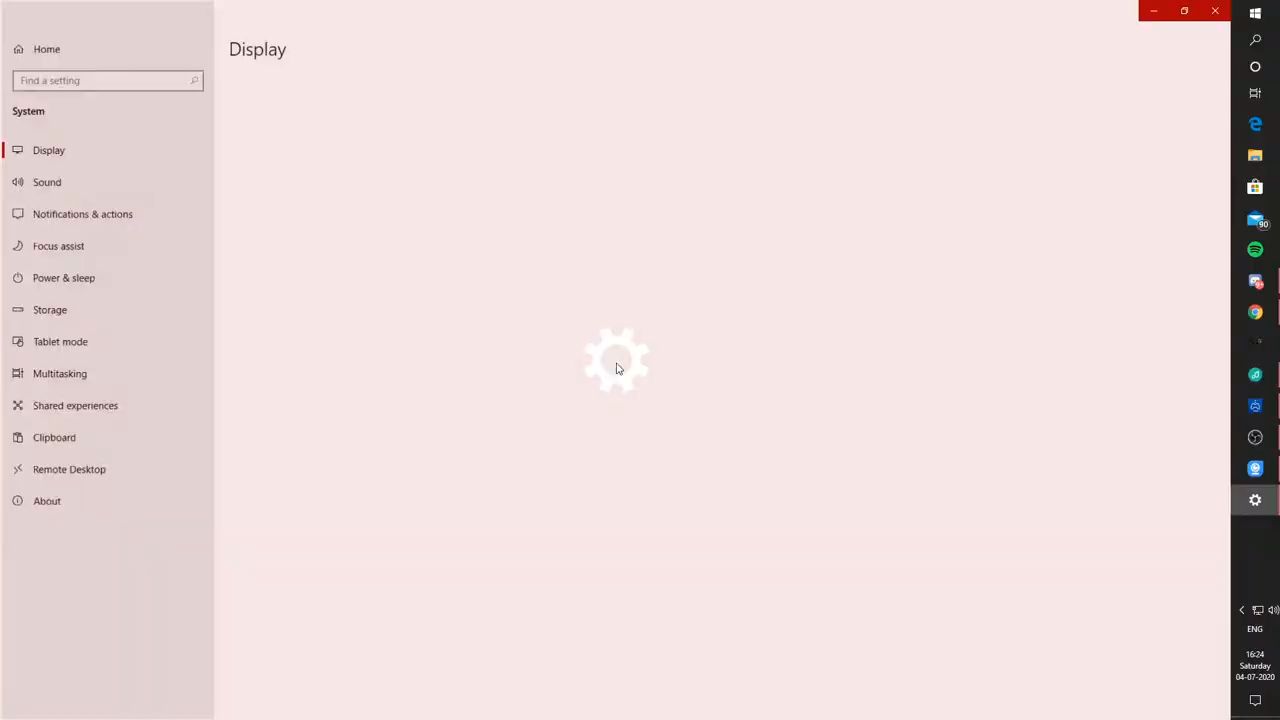 Home
Display
Find a setting
System
Display
Sound
Notifications & actions
Focus assist
Power & sleep
Storage
Tablet mode
Multitasking
Shared experiences
Clipboard
Remote Desktop
About
90
ENG
16:24
Saturday
04-07-2020